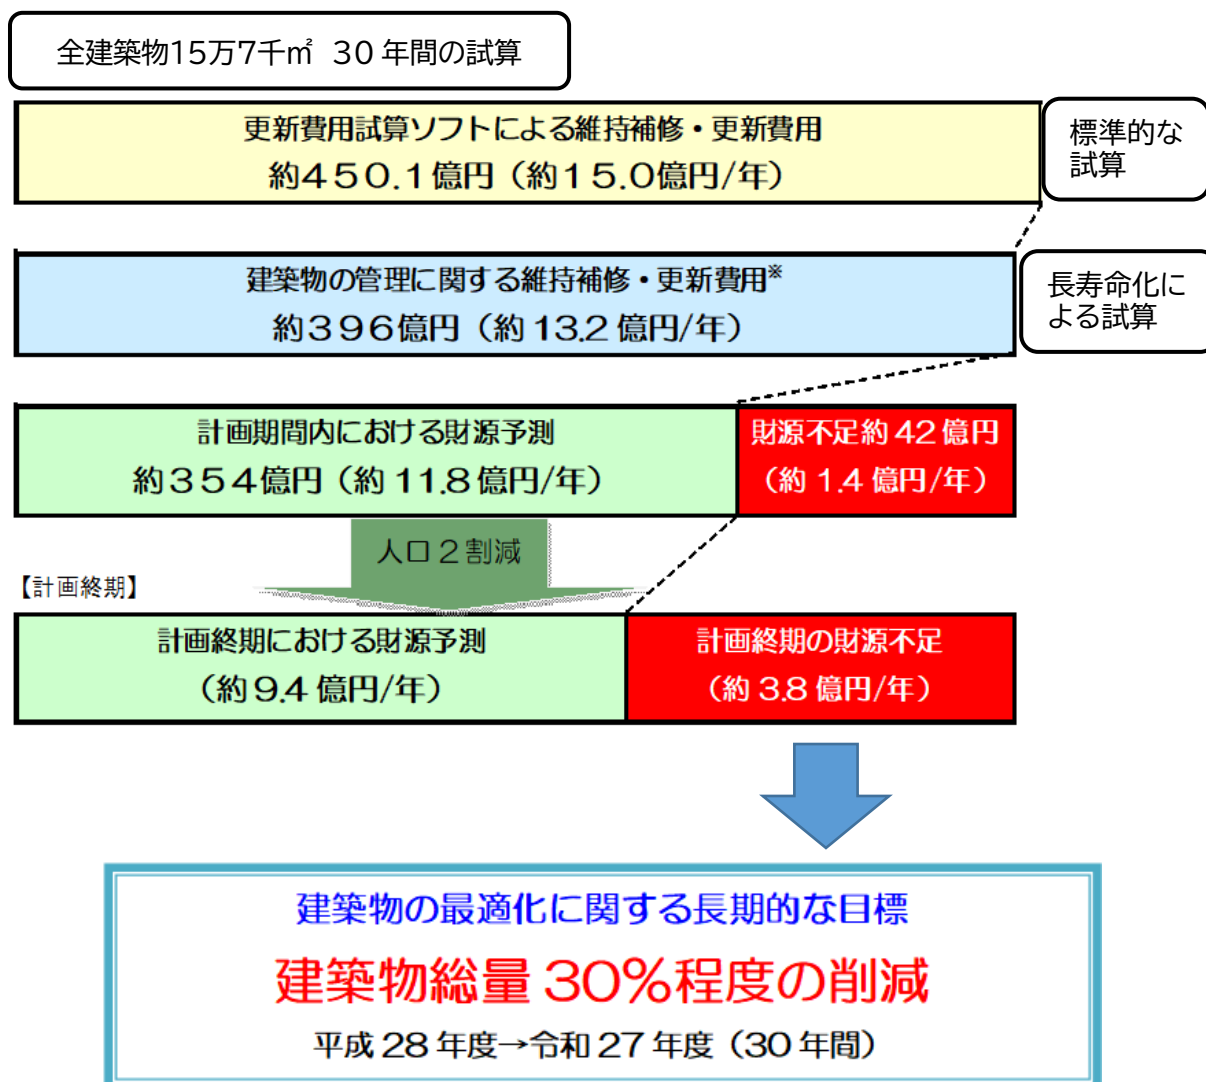 全建築物15万7千㎡ 30年間の試算
更新費用試算ソフトによる維持補修・更新費用
約450.1億円（約15.0億円/年）
標準的な
試算
建築物の管理に関する維持補修・更新費用※
約396億円（約13.2億円/年）
長寿命化に
よる試算
計画期間内における財源予測
約354億円（約11.8億円/年）
財源不足約42億円
（約1.4億円/年）
人口2割減
【計画終期】
計画終期における財源予測
（約9.4億円/年）
計画終期の財源不足
（約3.8億円/年）
建築物の最適化に関する長期的な目標
建築物総量30％程度の削減
平成28年度→令和27年度（30年間）